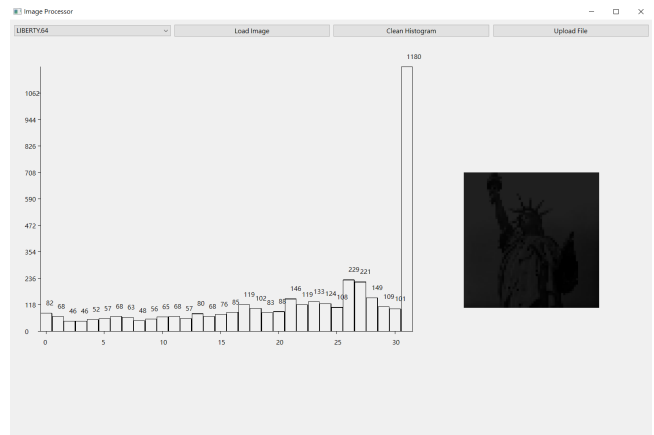 Image Processor
LIBERTY.64 Load Image Clean Histogram Upload File
1180
1062
944
826
708
590
472
354
236
118
0
82 68 46 46 52 57 68 63 48 56 65 68 57 80 68 76 85 119 102 83 88 146 119 133 124 108 229 221 149 109 101
0 5 10 15 20 25 30